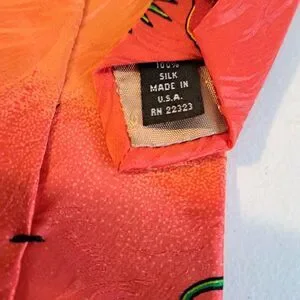 100%
SILK
MADE IN
U.S.A.
RN 22323